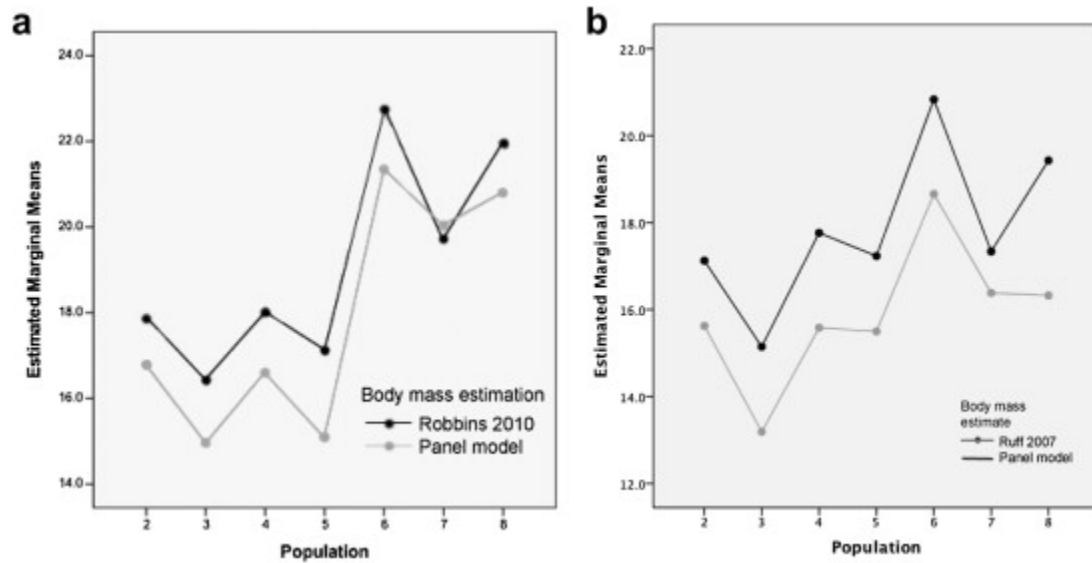 a
24.0
22.0
20.0
18.0
16.0
14.0
Estimated Marginal Means
Body mass estimation
Robbins 2010
Panel model
2 3 4 5 6 7 8
Population
b
22.0
20.0
18.0
16.0
14.0
12.0
Estimated Marginal Means
Body mass
estimate
Ruff 2007
Panel model
2 3 4 5 6 7 8
Population